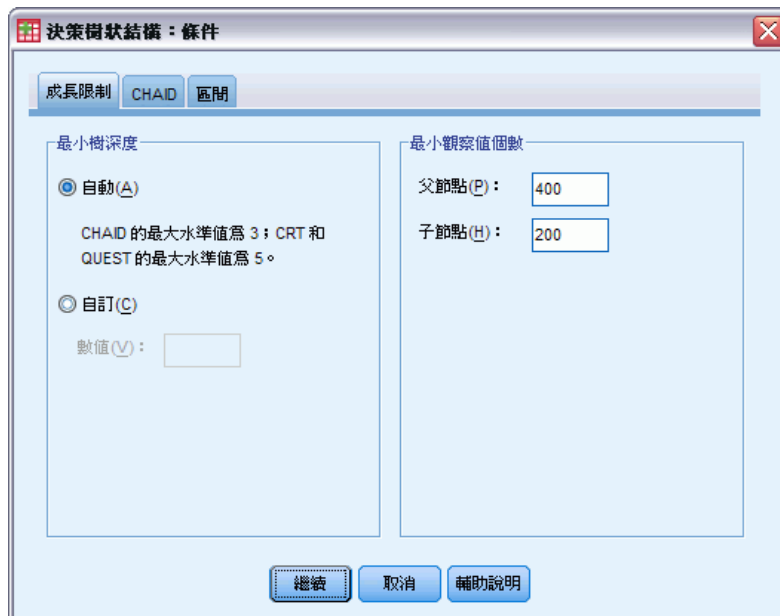 決策樹狀結構：條件
成長限制 CHAID 區間
最小樹深度
自動(A)
CHAID 的最大水準值為 3；CRT 和
QUEST 的最大水準值為 5。
自訂(C)
數值(V)：
最小觀察值個數
父節點(P)： 400
子節點(H)： 200
繼續 取消 輔助說明